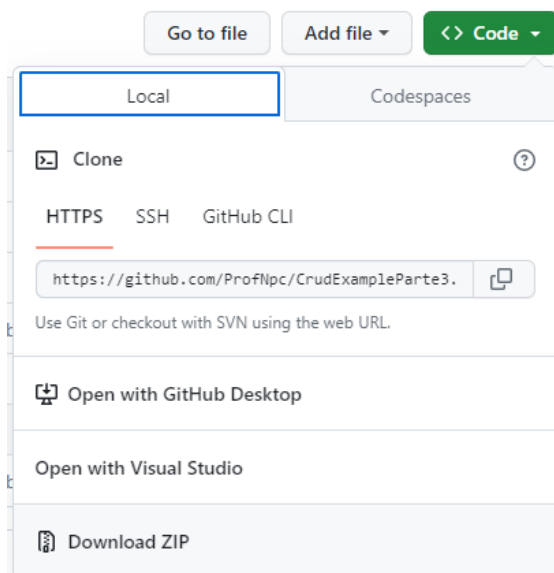 Go to file Add file <> Code
Local Codespaces
Clone
HTTPS SSH GitHub CLI
https://github.com/ProfNpc/CrudExampleParte3.
Use Git or checkout with SVN using the web URL.
Open with GitHub Desktop
Open with Visual Studio
Download ZIP